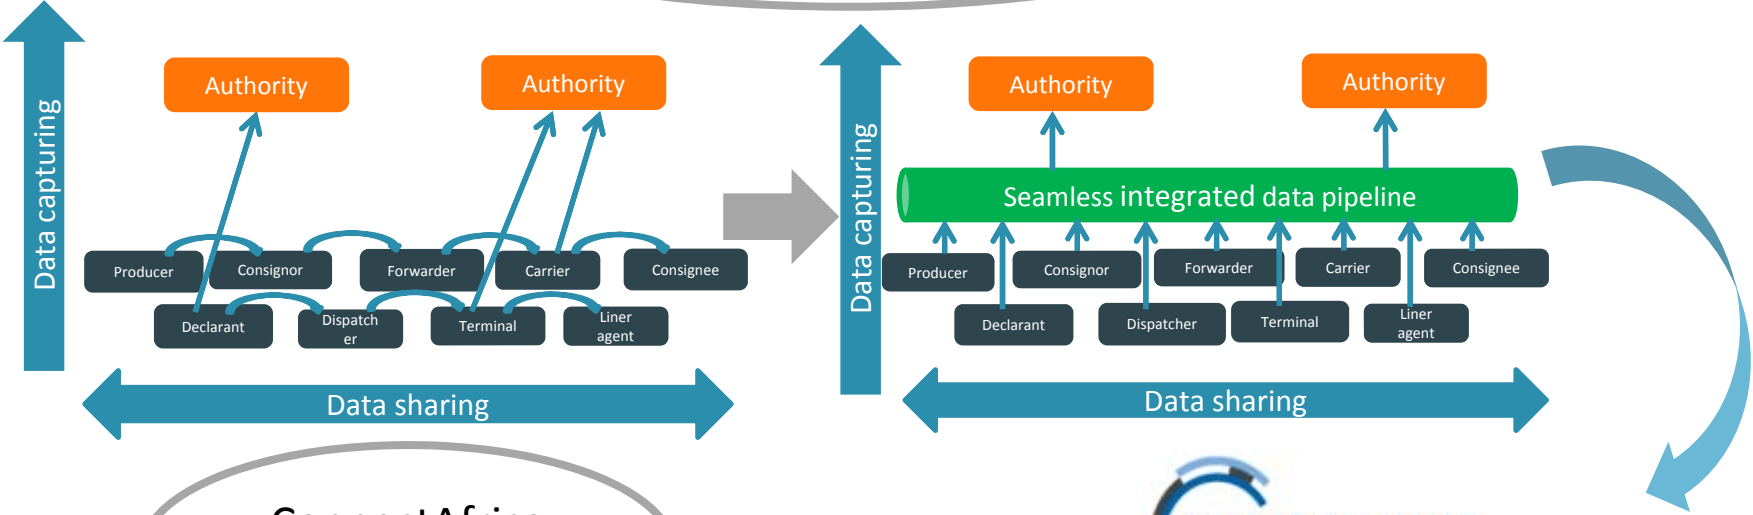 Data capturing
Authority
Authority
Producer
Consignor
Forwarder
Carrier
Consignee
Declarant
Dispatch
er
Terminal
Liner
agent
Data sharing
Data capturing
Authority
Authority
Seamless integrated data pipeline
Producer
Consignor
Forwarder
Carrier
Consignee
Declarant
Dispatcher
Terminal
Liner
agent
Data sharing
ConnectAfrica